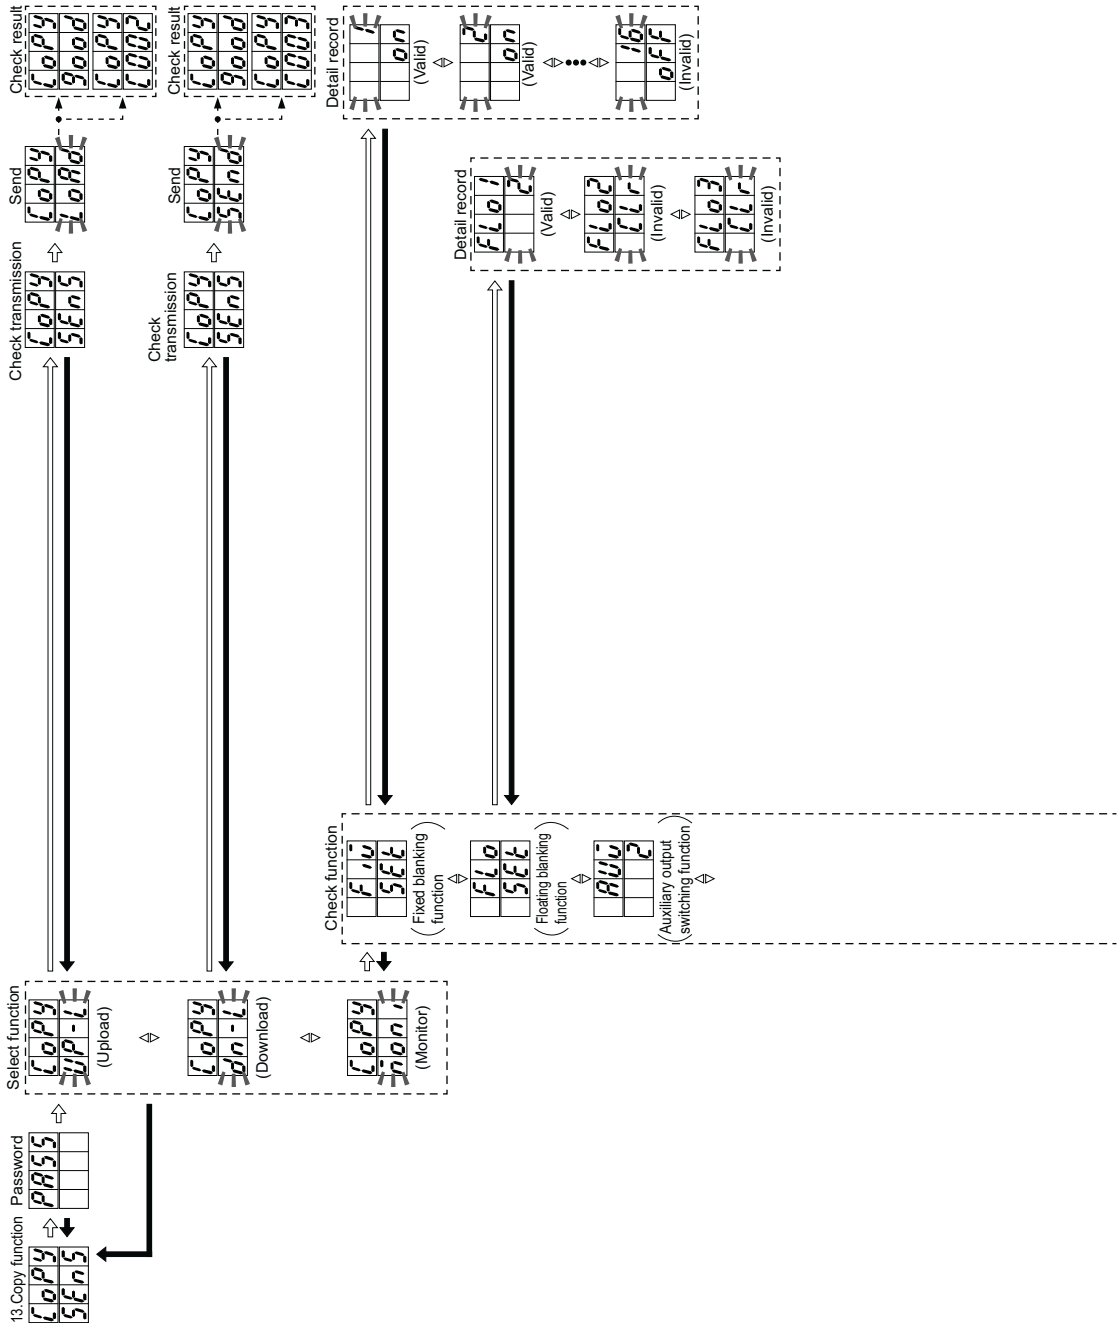 13.Copy function
CoPY
SEnS
Password
PASS
Select function
CoPY
UP-L
(Upload)
CoPY
dn-L
(Download)
CoPY
moni
(Monitor)
Check transmission
CoPY
SEnS
Send
CoPY
LoAd
Check result
CoPY
good
CoPY
C002
Check
transmission
CoPY
SEnS
Send
CoPY
SEnd
Check result
CoPY
good
CoPY
C003
Check function
SEt
(Fixed blanking
function)
FLo
SEt
(Floating blanking
function)
2
(Auxiliary output
switching function)
Detail record
1
on
(Valid)
2
on
(Valid)
16
oFF
(Invalid)
Detail record
FLo1
2
(Valid)
FLo2
CLr
(Invalid)
FLo3
CLr
(Invalid)